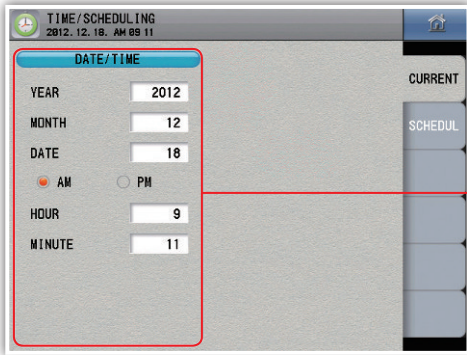 TIME/SCHEDULING
2012. 12. 18. AM 09 11
DATE/TIME
CURRENT
YEAR 2012
MONTH 12
SCHEDUL
DATE 18
AM PM
HOUR 9
MINUTE 11